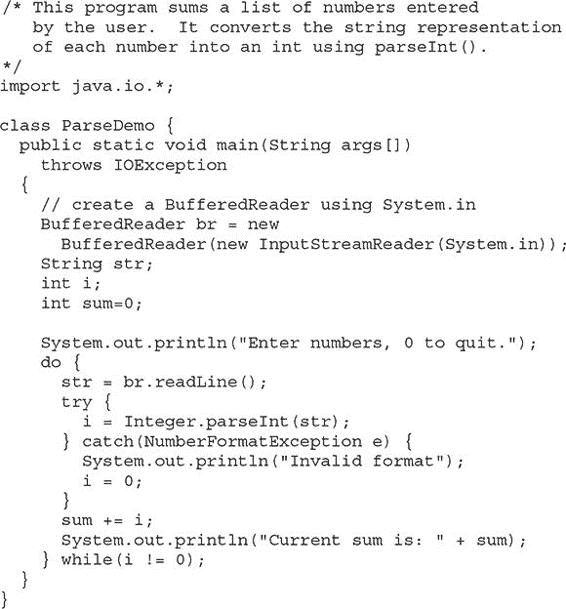 /* This program sums a list of numbers entered
   by the user.  It converts the string representation
   of each number into an int using parseInt().
*/
import java.io.*;

class ParseDemo {
  public static void main(String args[])
    throws IOException
  {
    // create a BufferedReader using System.in
    BufferedReader br = new
      BufferedReader(new InputStreamReader(System.in));
    String str;
    int i;
    int sum=0;

    System.out.println("Enter numbers, 0 to quit.");
    do {
      str = br.readLine();
      try {
        i = Integer.parseInt(str);
      } catch(NumberFormatException e) {
        System.out.println("Invalid format");
        i = 0;
      }
      sum += i;
      System.out.println("Current sum is: " + sum);
    } while(i != 0);
  }
}